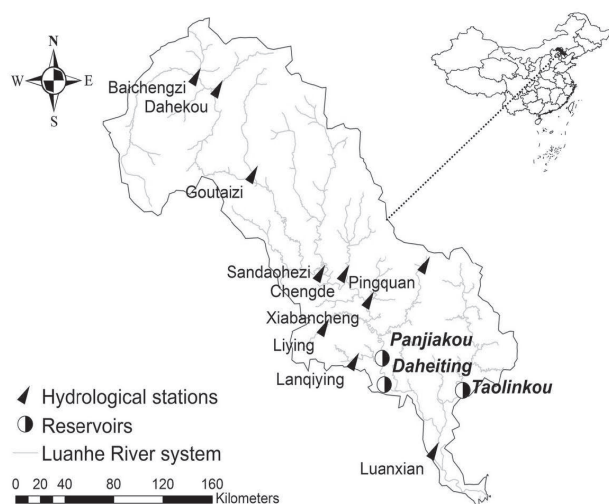 N
W E
S
Baichengzi
Dahekou
Goutaizi
Sandaohezi
Chengde
Pingquan
Xiabancheng
Liying
Panjiakou
Daheiting
Lanqiying
Taolinkou
Hydrological stations
Reservoirs
Luanhe River system
Luanxian
0 20 40 80 120 160
Kilometers